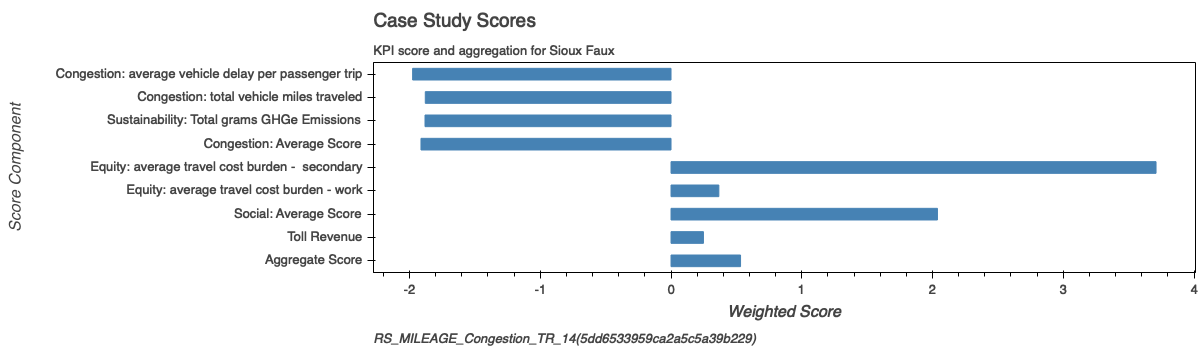 Case Study Scores
KPI score and aggregation for Sioux Faux
Score Component
Congestion: average vehicle delay per passenger trip
Congestion: total vehicle miles traveled
Sustainability: Total grams GHGe Emissions
Congestion: Average Score
Equity: average travel cost burden -  secondary
Equity: average travel cost burden - work
Social: Average Score
Toll Revenue
Aggregate Score
-2 -1 0 1 2 3 4
Weighted Score
RS_MILEAGE_Congestion_TR_14(5dd6533959ca2a5c5a39b229)